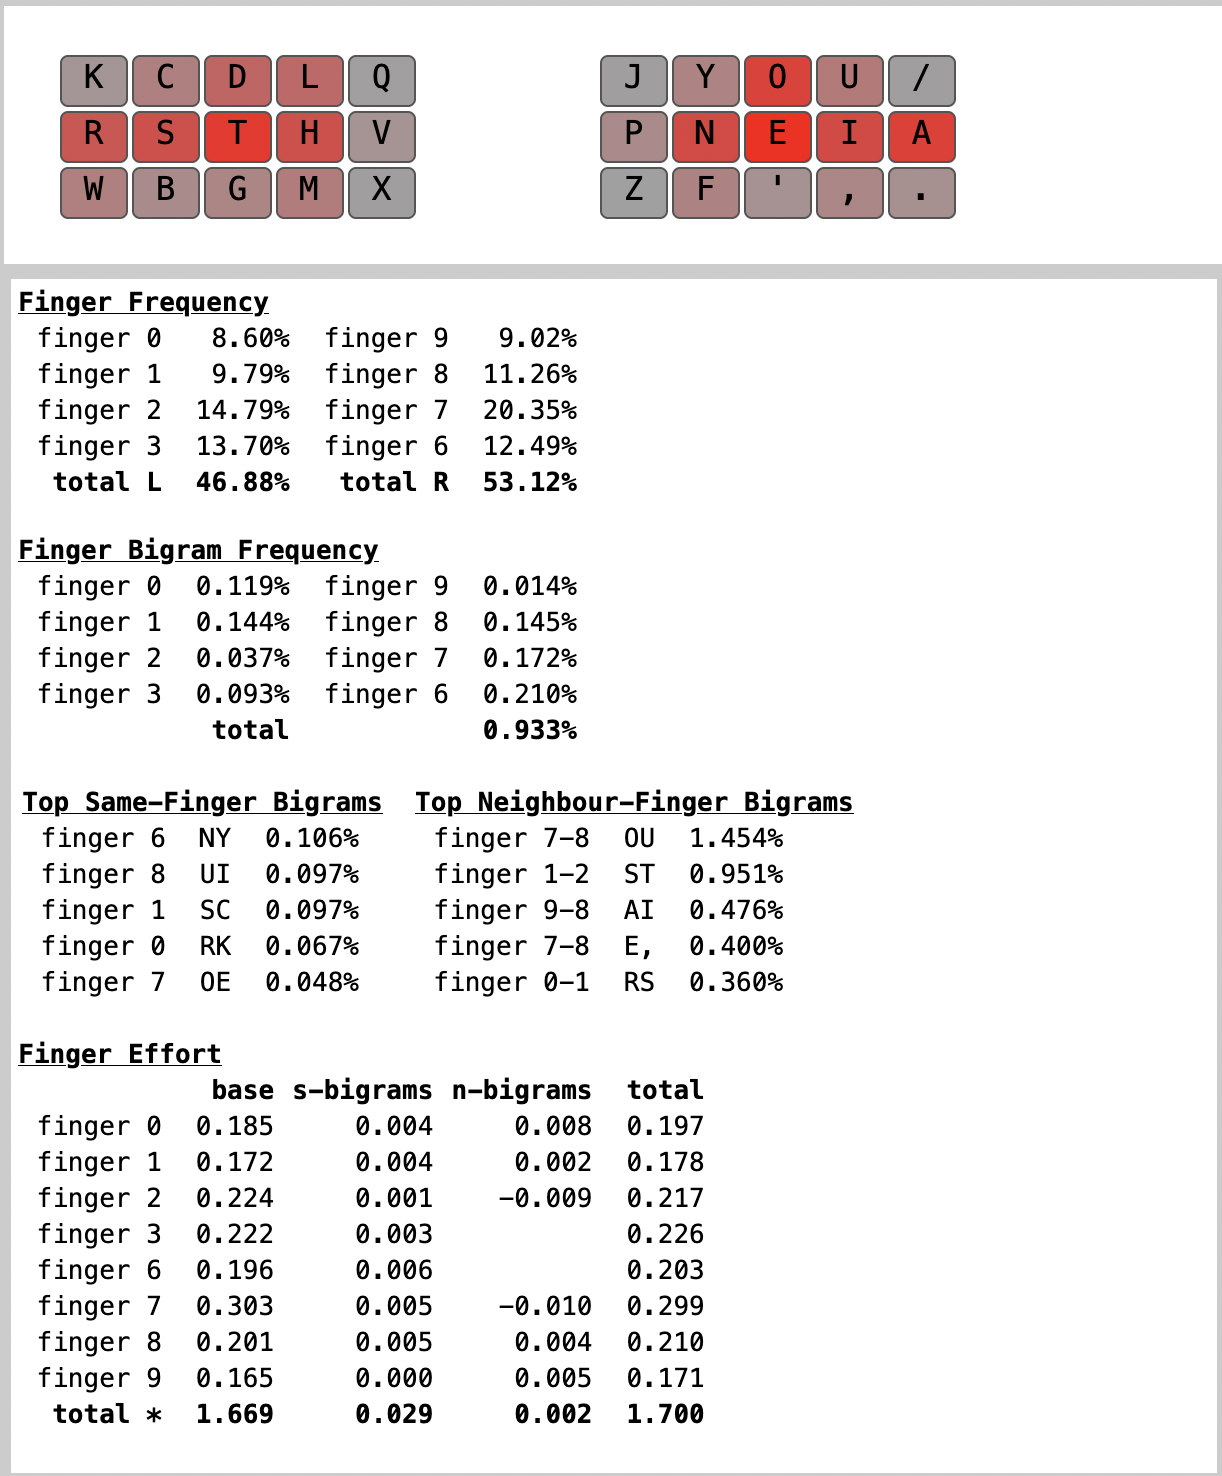 K C D L Q J Y O U /
R S T H V P N E I A
W B G M X Z F ' , .
Finger Frequency
finger 0 8.60% finger 9 9.02%
finger 1 9.79% finger 8 11.26%
finger 2 14.79% finger 7 20.35%
finger 3 13.70% finger 6 12.49%
total L 46.88% total R 53.12%
Finger Bigram Frequency
finger 0 0.119% finger 9 0.014%
finger 1 0.144% finger 8 0.145%
finger 2 0.037% finger 7 0.172%
finger 3 0.093% finger 6 0.210%
total 0.933%
Top Same-Finger Bigrams Top Neighbour-Finger Bigrams
finger 6 NY 0.106% finger 7-8 OU 1.454%
finger 8 UI 0.097% finger 1-2 ST 0.951%
finger 1 SC 0.097% finger 9-8 AI 0.476%
finger 0 RK 0.067% finger 7-8 E, 0.400%
finger 7 OE 0.048% finger 0-1 RS 0.360%
Finger Effort
base s-bigrams n-bigrams total
finger 0 0.185 0.004 0.008 0.197
finger 1 0.172 0.004 0.002 0.178
finger 2 0.224 0.001 -0.009 0.217
finger 3 0.222 0.003 0.226
finger 6 0.196 0.006 0.203
finger 7 0.303 0.005 -0.010 0.299
finger 8 0.201 0.005 0.004 0.210
finger 9 0.165 0.000 0.005 0.171
total * 1.669 0.029 0.002 1.700